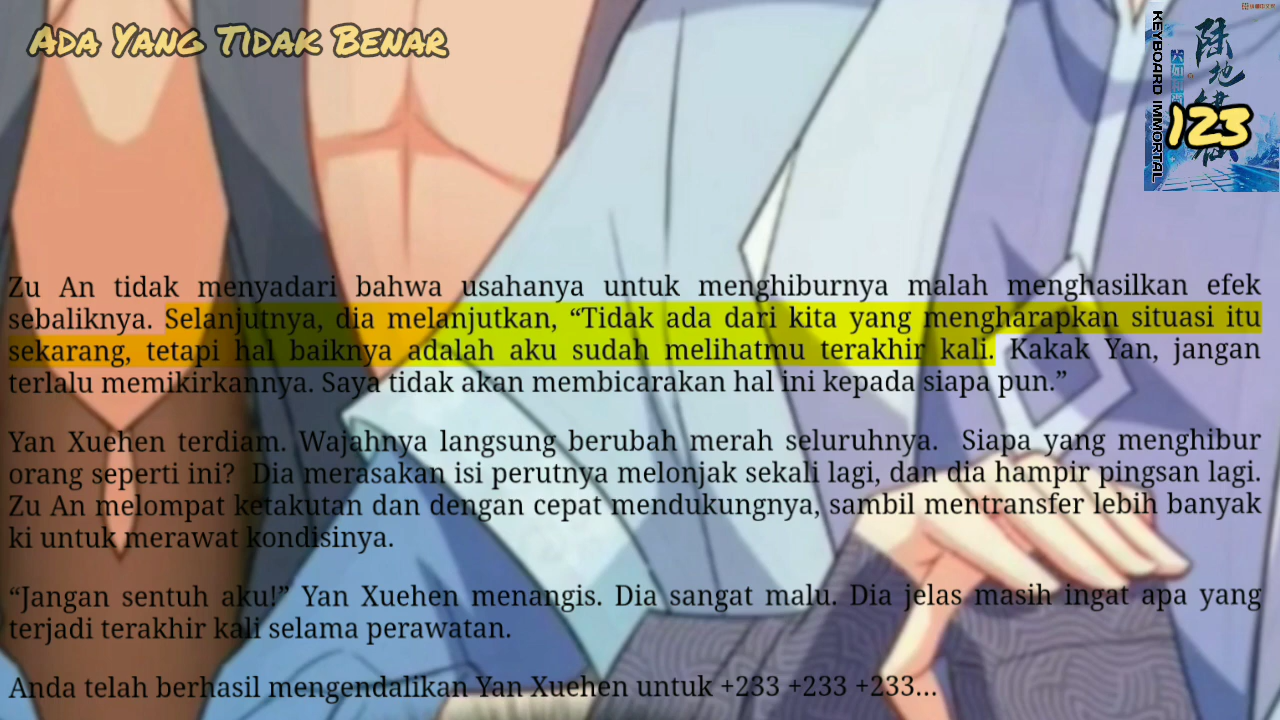 Ada Yang Tidak Benar
KEYBOARD IMMORTAL
陆地键仙
123
Zu An tidak menyadari bahwa usahanya untuk menghiburnya malah menghasilkan efek
sebaliknya. Selanjutnya, dia melanjutkan, “Tidak ada dari kita yang mengharapkan situasi itu
sekarang, tetapi hal baiknya adalah aku sudah melihatmu terakhir kali. Kakak Yan, jangan
terlalu memikirkannya. Saya tidak akan membicarakan hal ini kepada siapa pun.”
Yan Xuehen terdiam. Wajahnya langsung berubah merah seluruhnya.  Siapa yang menghibur
orang seperti ini?  Dia merasakan isi perutnya melonjak sekali lagi, dan dia hampir pingsan lagi.
Zu An melompat ketakutan dan dengan cepat mendukungnya, sambil mentransfer lebih banyak
ki untuk merawat kondisinya.
“Jangan sentuh aku!” Yan Xuehen menangis. Dia sangat malu. Dia jelas masih ingat apa yang
terjadi terakhir kali selama perawatan.
Anda telah berhasil mengendalikan Yan Xuehen untuk +233 +233 +233…